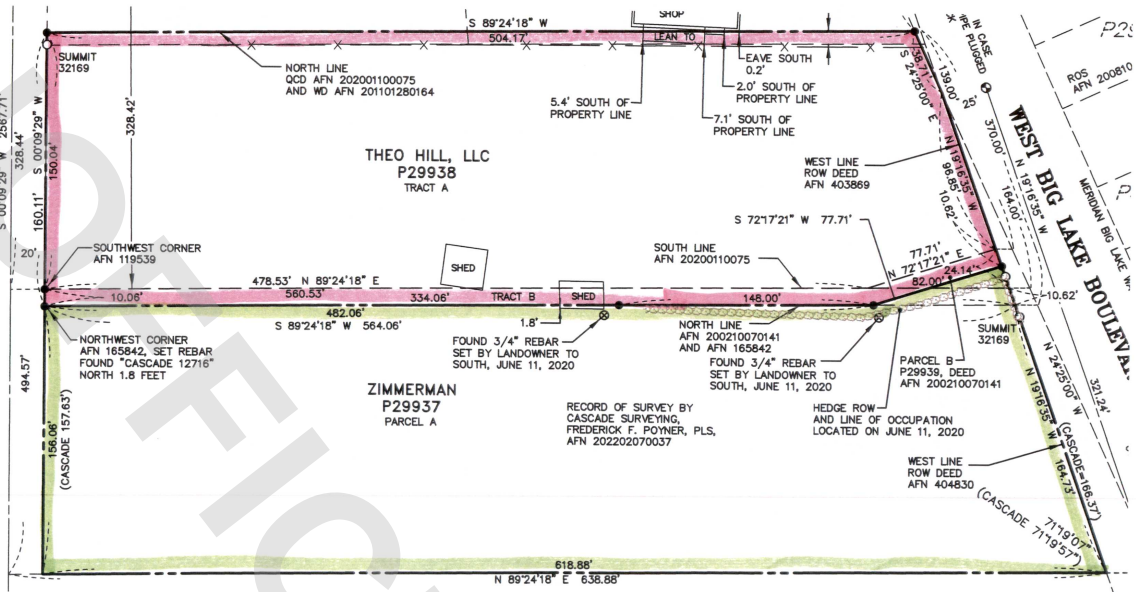 S 89°24'18" W
504.17'
SHOP
LEAN TO
SUMMIT
32169
NORTH LINE
QCD AFN 202001100075
AND WD AFN 201101280164
EAVE SOUTH
0.2'
2.0' SOUTH OF
PROPERTY LINE
5.4' SOUTH OF
PROPERTY LINE
7.1' SOUTH OF
PROPERTY LINE
S 00°09'29" W 2567.71'
328.44'
S 00°09'29" W
160.11'
150.04'
328.42'
20'
THEO HILL, LLC
P29938
TRACT A
38.71'
S 24°25'00" E
139.00'
25'
IN CASE
PIPE PLUGGED
370.00'
N 19°16'35" W
164.00'
WEST BIG LAKE BOULEVA
MERIDIAN BIG LAKE WA
ROS
AFN 200810
P29
WEST LINE
ROW DEED
AFN 403869
N 19°16'35" W
96.85'
10.62'
S 72°17'21" W 77.71'
SOUTHWEST CORNER
AFN 119539
SHED
SOUTH LINE
AFN 20200110075
77.71'
N 72°17'21" E
24.14'
82.00'
478.53' N 89°24'18" E
10.06'
560.53'
334.06'
TRACT B
SHED
148.00'
10.62'
482.06'
S 89°24'18" W 564.06'
1.8'
NORTHWEST CORNER
AFN 165842, SET REBAR
FOUND "CASCADE 12716"
NORTH 1.8 FEET
FOUND 3/4" REBAR
SET BY LANDOWNER TO
SOUTH, JUNE 11, 2020
NORTH LINE
AFN 200210070141
AND AFN 165842
FOUND 3/4" REBAR
SET BY LANDOWNER TO
SOUTH, JUNE 11, 2020
PARCEL B
P29939, DEED
AFN 200210070141
SUMMIT
32169
494.57'
156.06'
(CASCADE 157.63')
ZIMMERMAN
P29937
PARCEL A
RECORD OF SURVEY BY
CASCADE SURVEYING,
FREDERICK F. POYNER, PLS,
AFN 202202070037
HEDGE ROW
AND LINE OF OCCUPATION
LOCATED ON JUNE 11, 2020
WEST LINE
ROW DEED
AFN 404830
N 24°25'00" W
321.24'
(CASCADE=166.37')
N 19°16'35" W
164.73'
71°19'07"
(CASCADE 71°19'57")
618.88'
N 89°24'18" E 638.88'